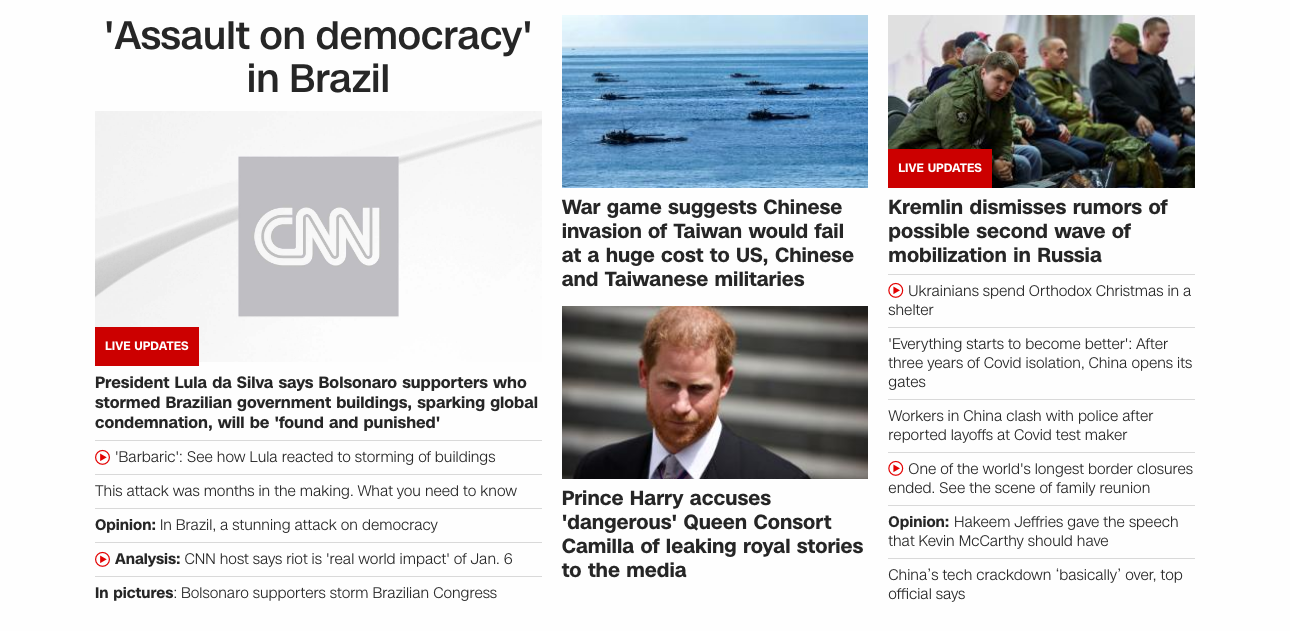 'Assault on democracy'
in Brazil
CNN
LIVE UPDATES
President Lula da Silva says Bolsonaro supporters who
stormed Brazilian government buildings, sparking global
condemnation, will be 'found and punished'
'Barbaric': See how Lula reacted to storming of buildings
This attack was months in the making. What you need to know
Opinion: In Brazil, a stunning attack on democracy
Analysis: CNN host says riot is 'real world impact' of Jan. 6
In pictures: Bolsonaro supporters storm Brazilian Congress
War game suggests Chinese
invasion of Taiwan would fail
at a huge cost to US, Chinese
and Taiwanese militaries
Prince Harry accuses
'dangerous' Queen Consort
Camilla of leaking royal stories
to the media
LIVE UPDATES
Kremlin dismisses rumors of
possible second wave of
mobilization in Russia
Ukrainians spend Orthodox Christmas in a
shelter
'Everything starts to become better': After
three years of Covid isolation, China opens its
gates
Workers in China clash with police after
reported layoffs at Covid test maker
One of the world's longest border closures
ended. See the scene of family reunion
Opinion: Hakeem Jeffries gave the speech
that Kevin McCarthy should have
China’s tech crackdown ‘basically’ over, top
official says